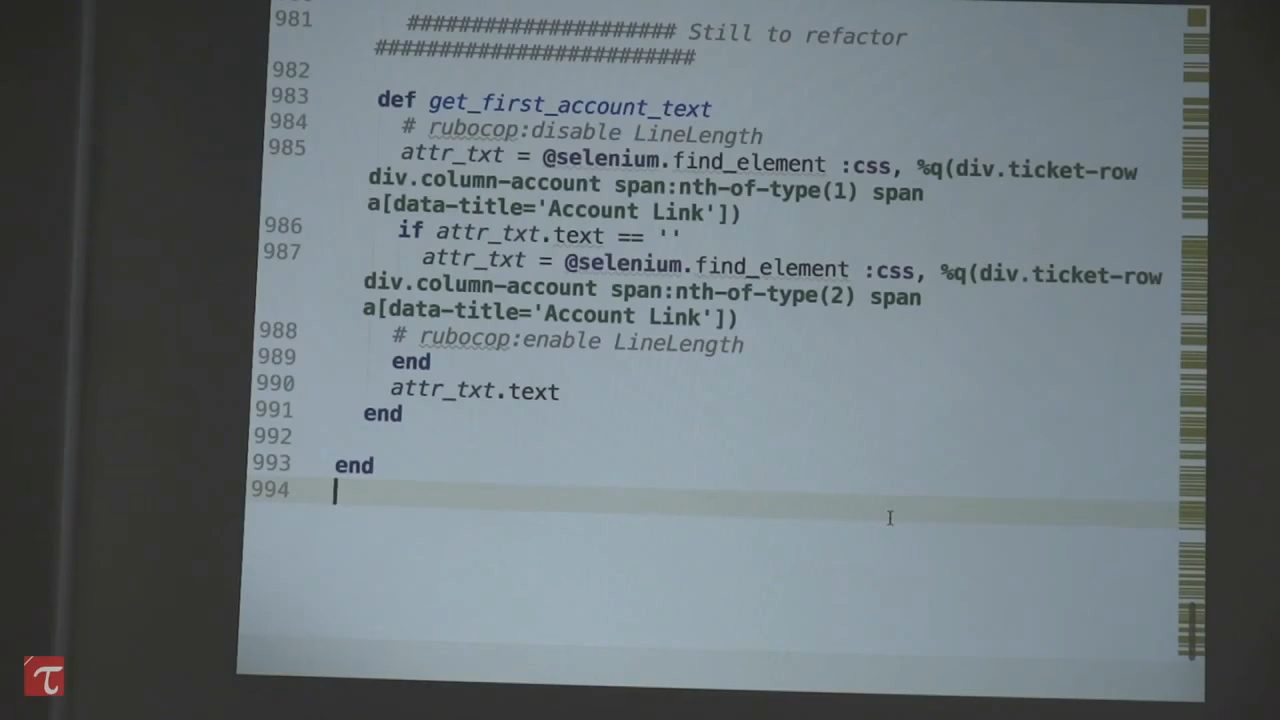 981 ##################### Still to refactor
#########################
982
983 def get_first_account_text
984 # rubocop:disable LineLength
985 attr_txt = @selenium.find_element :css, %q(div.ticket-row
div.column-account span:nth-of-type(1) span
a[data-title='Account Link'])
986 if attr_txt.text == ''
987 attr_txt = @selenium.find_element :css, %q(div.ticket-row
div.column-account span:nth-of-type(2) span
a[data-title='Account Link'])
988 # rubocop:enable LineLength
989 end
990 attr_txt.text
991 end
992
993 end
994
τ